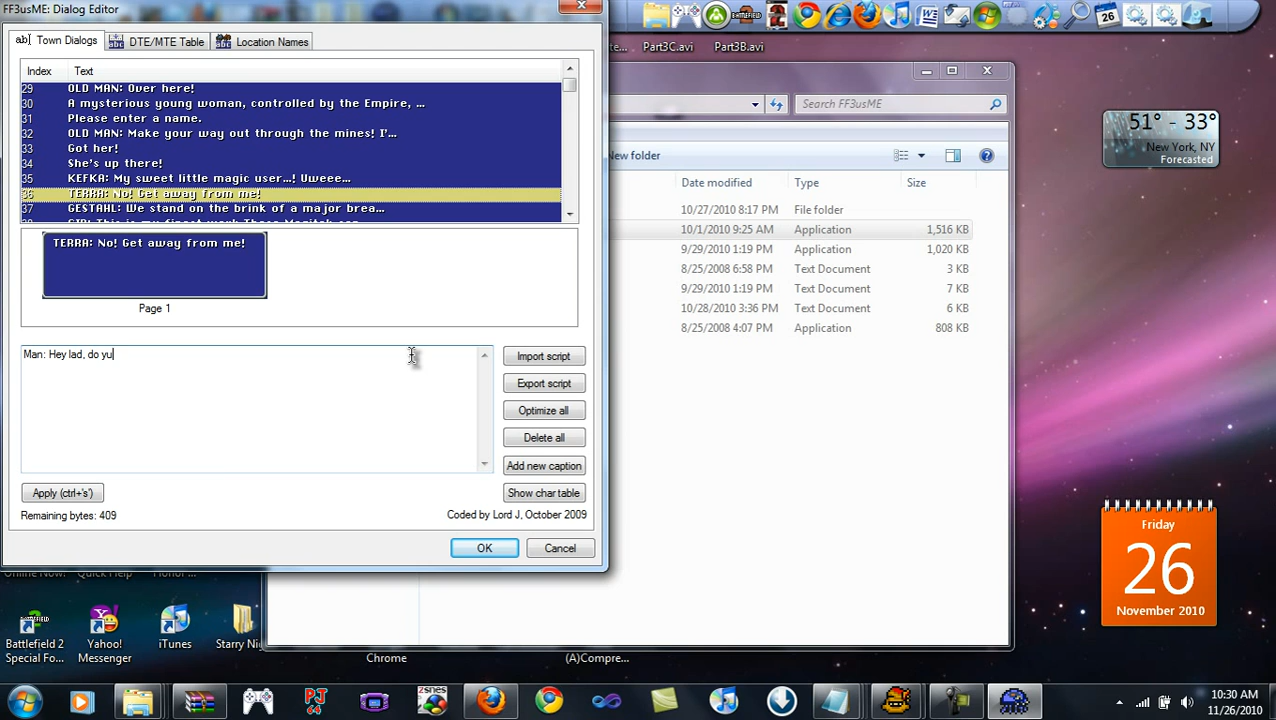 FF3usME: Dialog Editor
Town Dialogs
DTE/MTE Table
Location Names
Index Text
29 OLD MAN: Over here!
30 A mysterious young woman, controlled by the Empire, ...
31 Please enter a name.
32 OLD MAN: Make your way out through the mines! I'...
33 Got her!
34 She's up there!
35 KEFKA: My sweet little magic user...! Uweee...
36 TERRA: No! Get away from me!
37 GESTAHL: We stand on the brink of a major brea...
TERRA: No! Get away from me!
Page 1
Man: Hey lad, do yu
Import script
Export script
Optimize all
Delete all
Add new caption
Show char table
Apply (ctrl+'s')
Remaining bytes: 409
Coded by Lord J, October 2009
OK
Cancel
Part3C.avi
Part3B.avi
Search FF3usME
New folder
Date modified Type Size
10/27/2010 8:17 PM File folder
10/1/2010 9:25 AM Application 1,516 KB
9/29/2010 1:19 PM Application 1,020 KB
8/25/2008 6:58 PM Text Document 3 KB
9/29/2010 1:19 PM Text Document 7 KB
10/28/2010 3:36 PM Text Document 6 KB
8/25/2008 4:07 PM Application 808 KB
51° - 33°
New York, NY
Forecasted
26
Friday
26
November 2010
Battlefield 2
Special Fo...
Yahoo!
Messenger
iTunes
Starry Nig
Chrome
(A)Compre...
PJ
64
zsnes
10:30 AM
11/26/2010